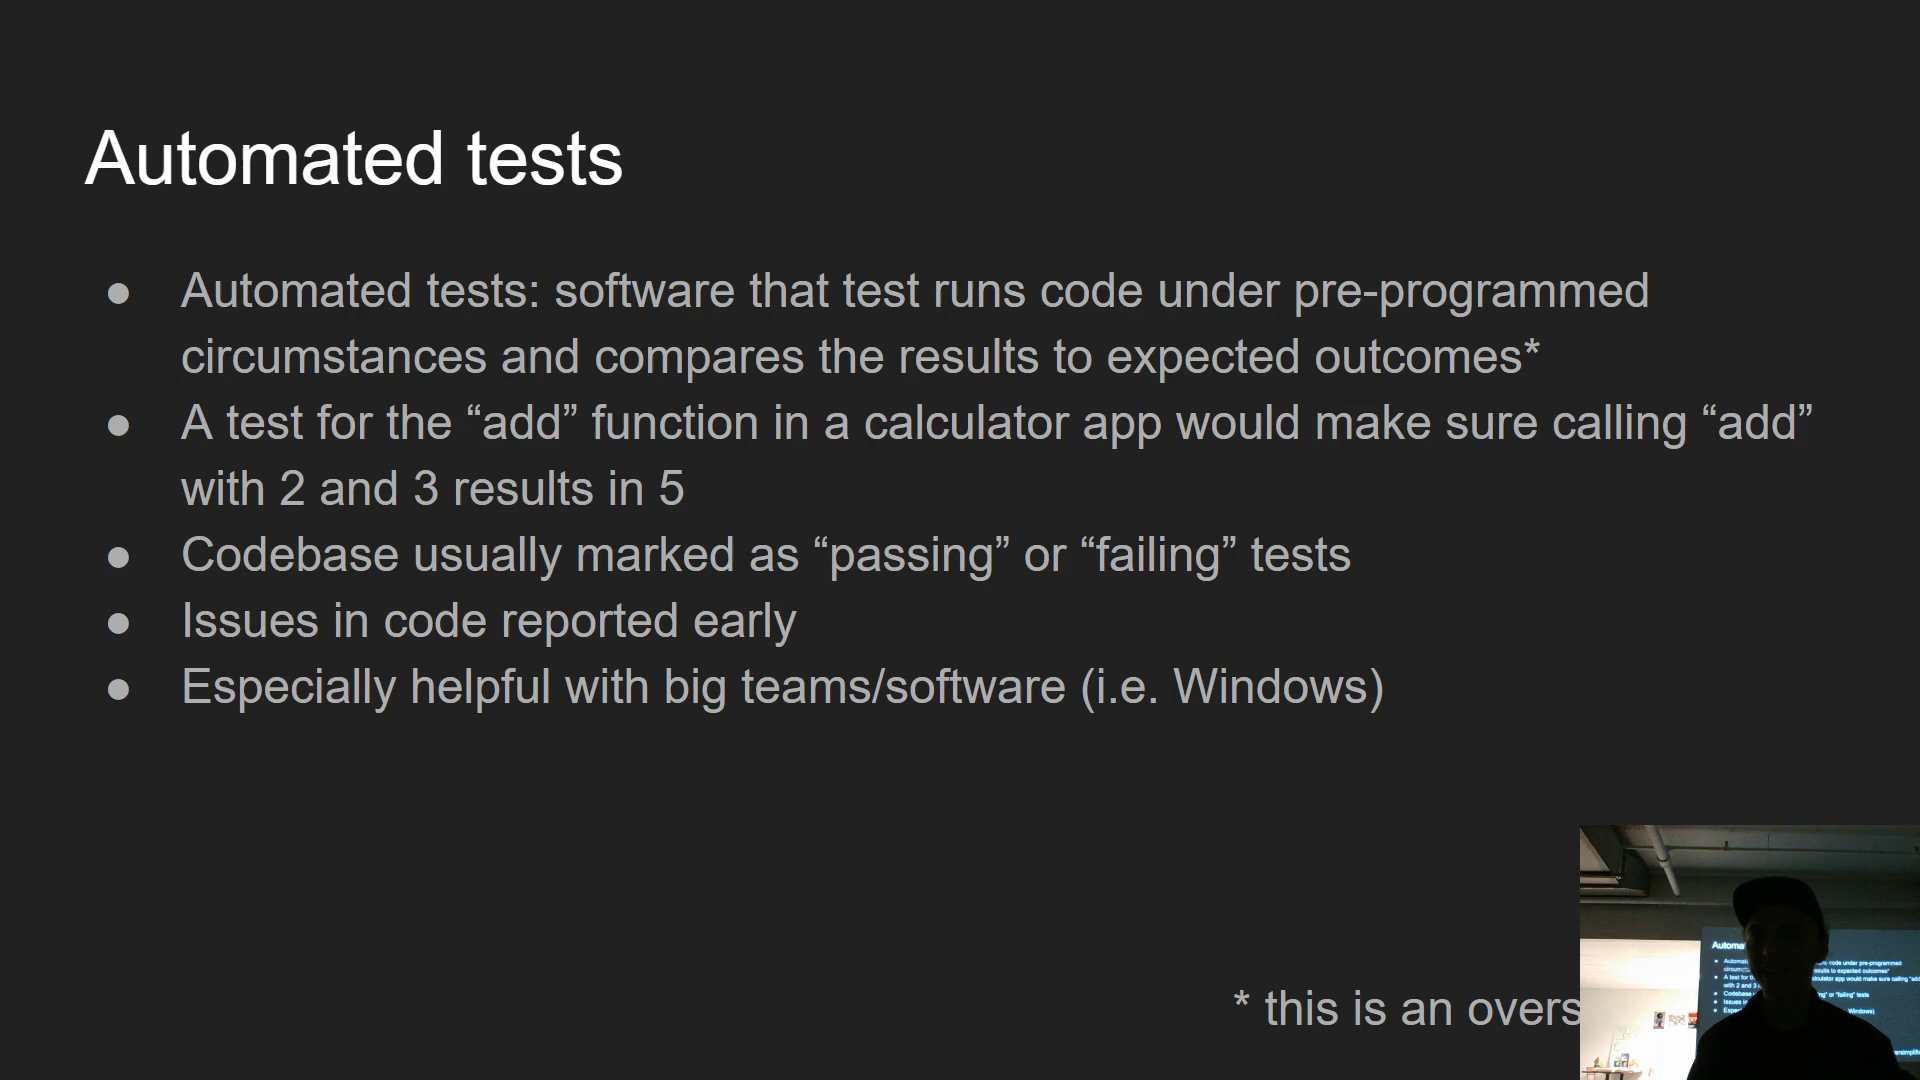 Automated tests
● Automated tests: software that test runs code under pre-programmed
circumstances and compares the results to expected outcomes*
● A test for the “add” function in a calculator app would make sure calling “add”
with 2 and 3 results in 5
● Codebase usually marked as “passing” or “failing” tests
● Issues in code reported early
● Especially helpful with big teams/software (i.e. Windows)
* this is an overs